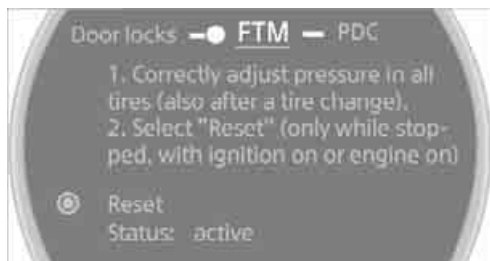 Door locks FTM PDC
1. Correctly adjust pressure in all
tires (also after a tire change).
2. Select "Reset" (only while stop-
ped, with ignition on or engine on)
Reset
Status: active